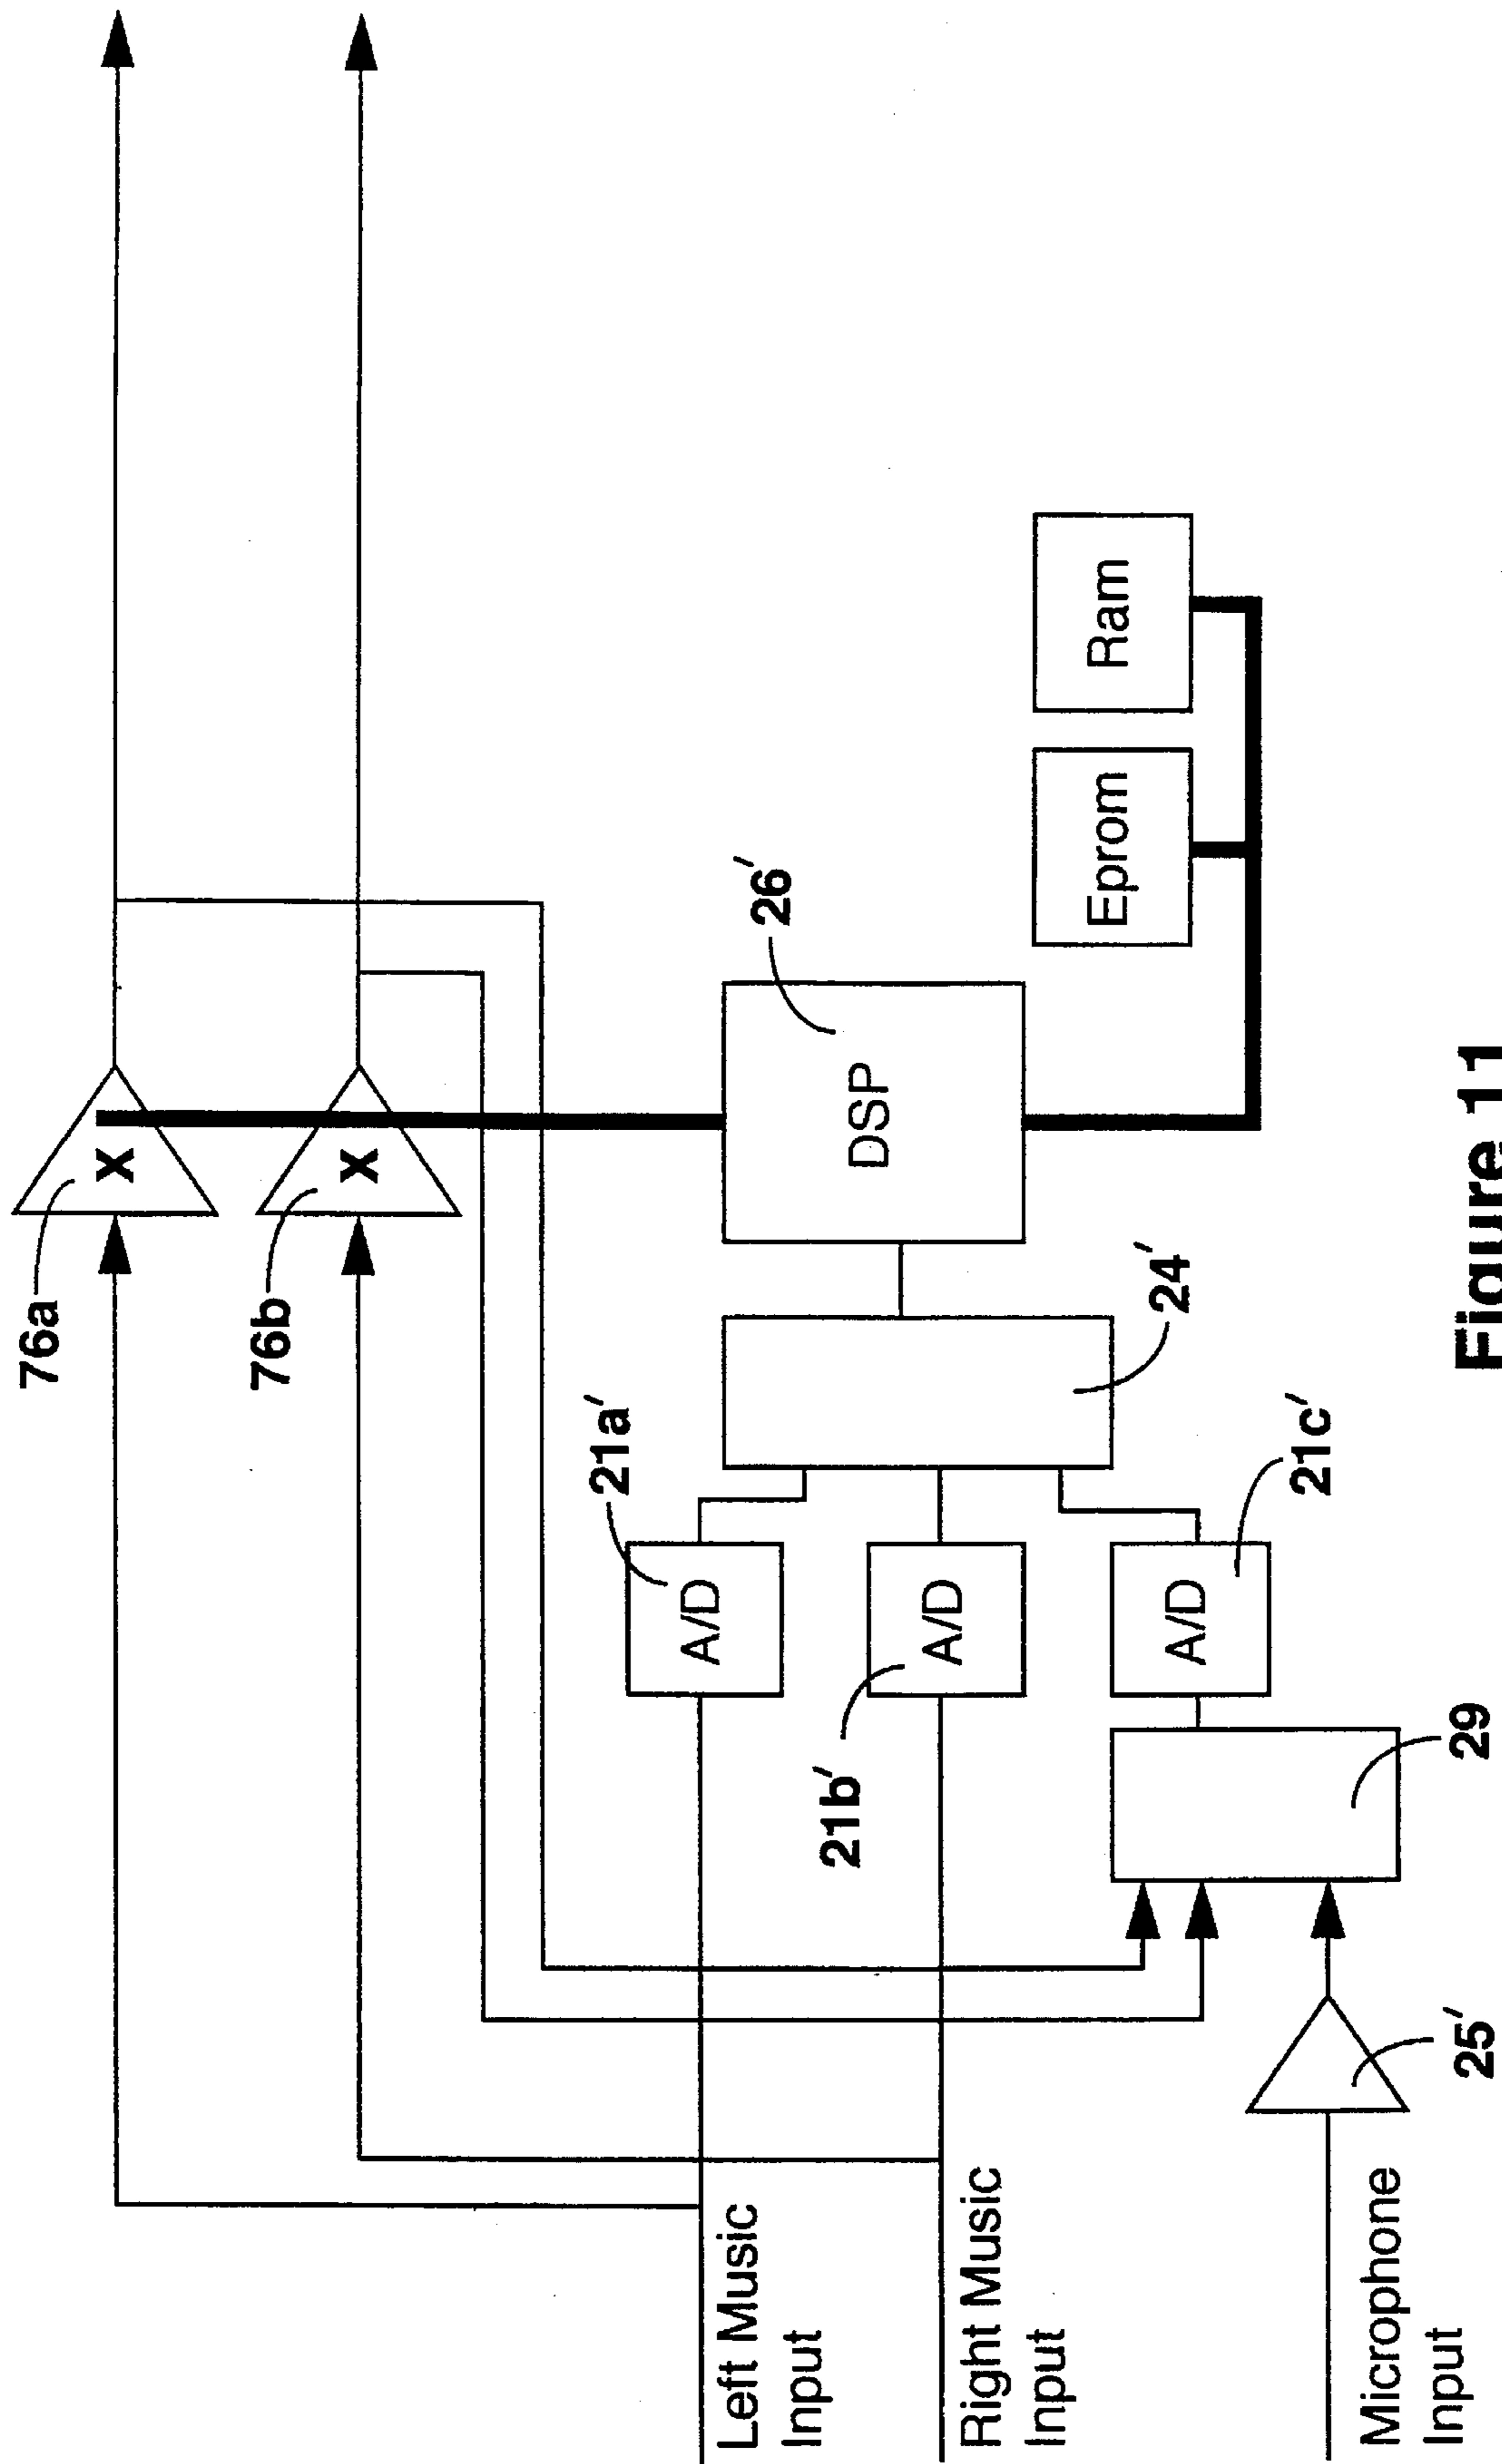 76a
X
76b
X
21a′
A/D
21b′
A/D
21c′
A/D
24′
26′
DSP
Eprom
Ram
29
25′
Left Music
Input
Right Music
Input
Microphone
Input
Figure 11